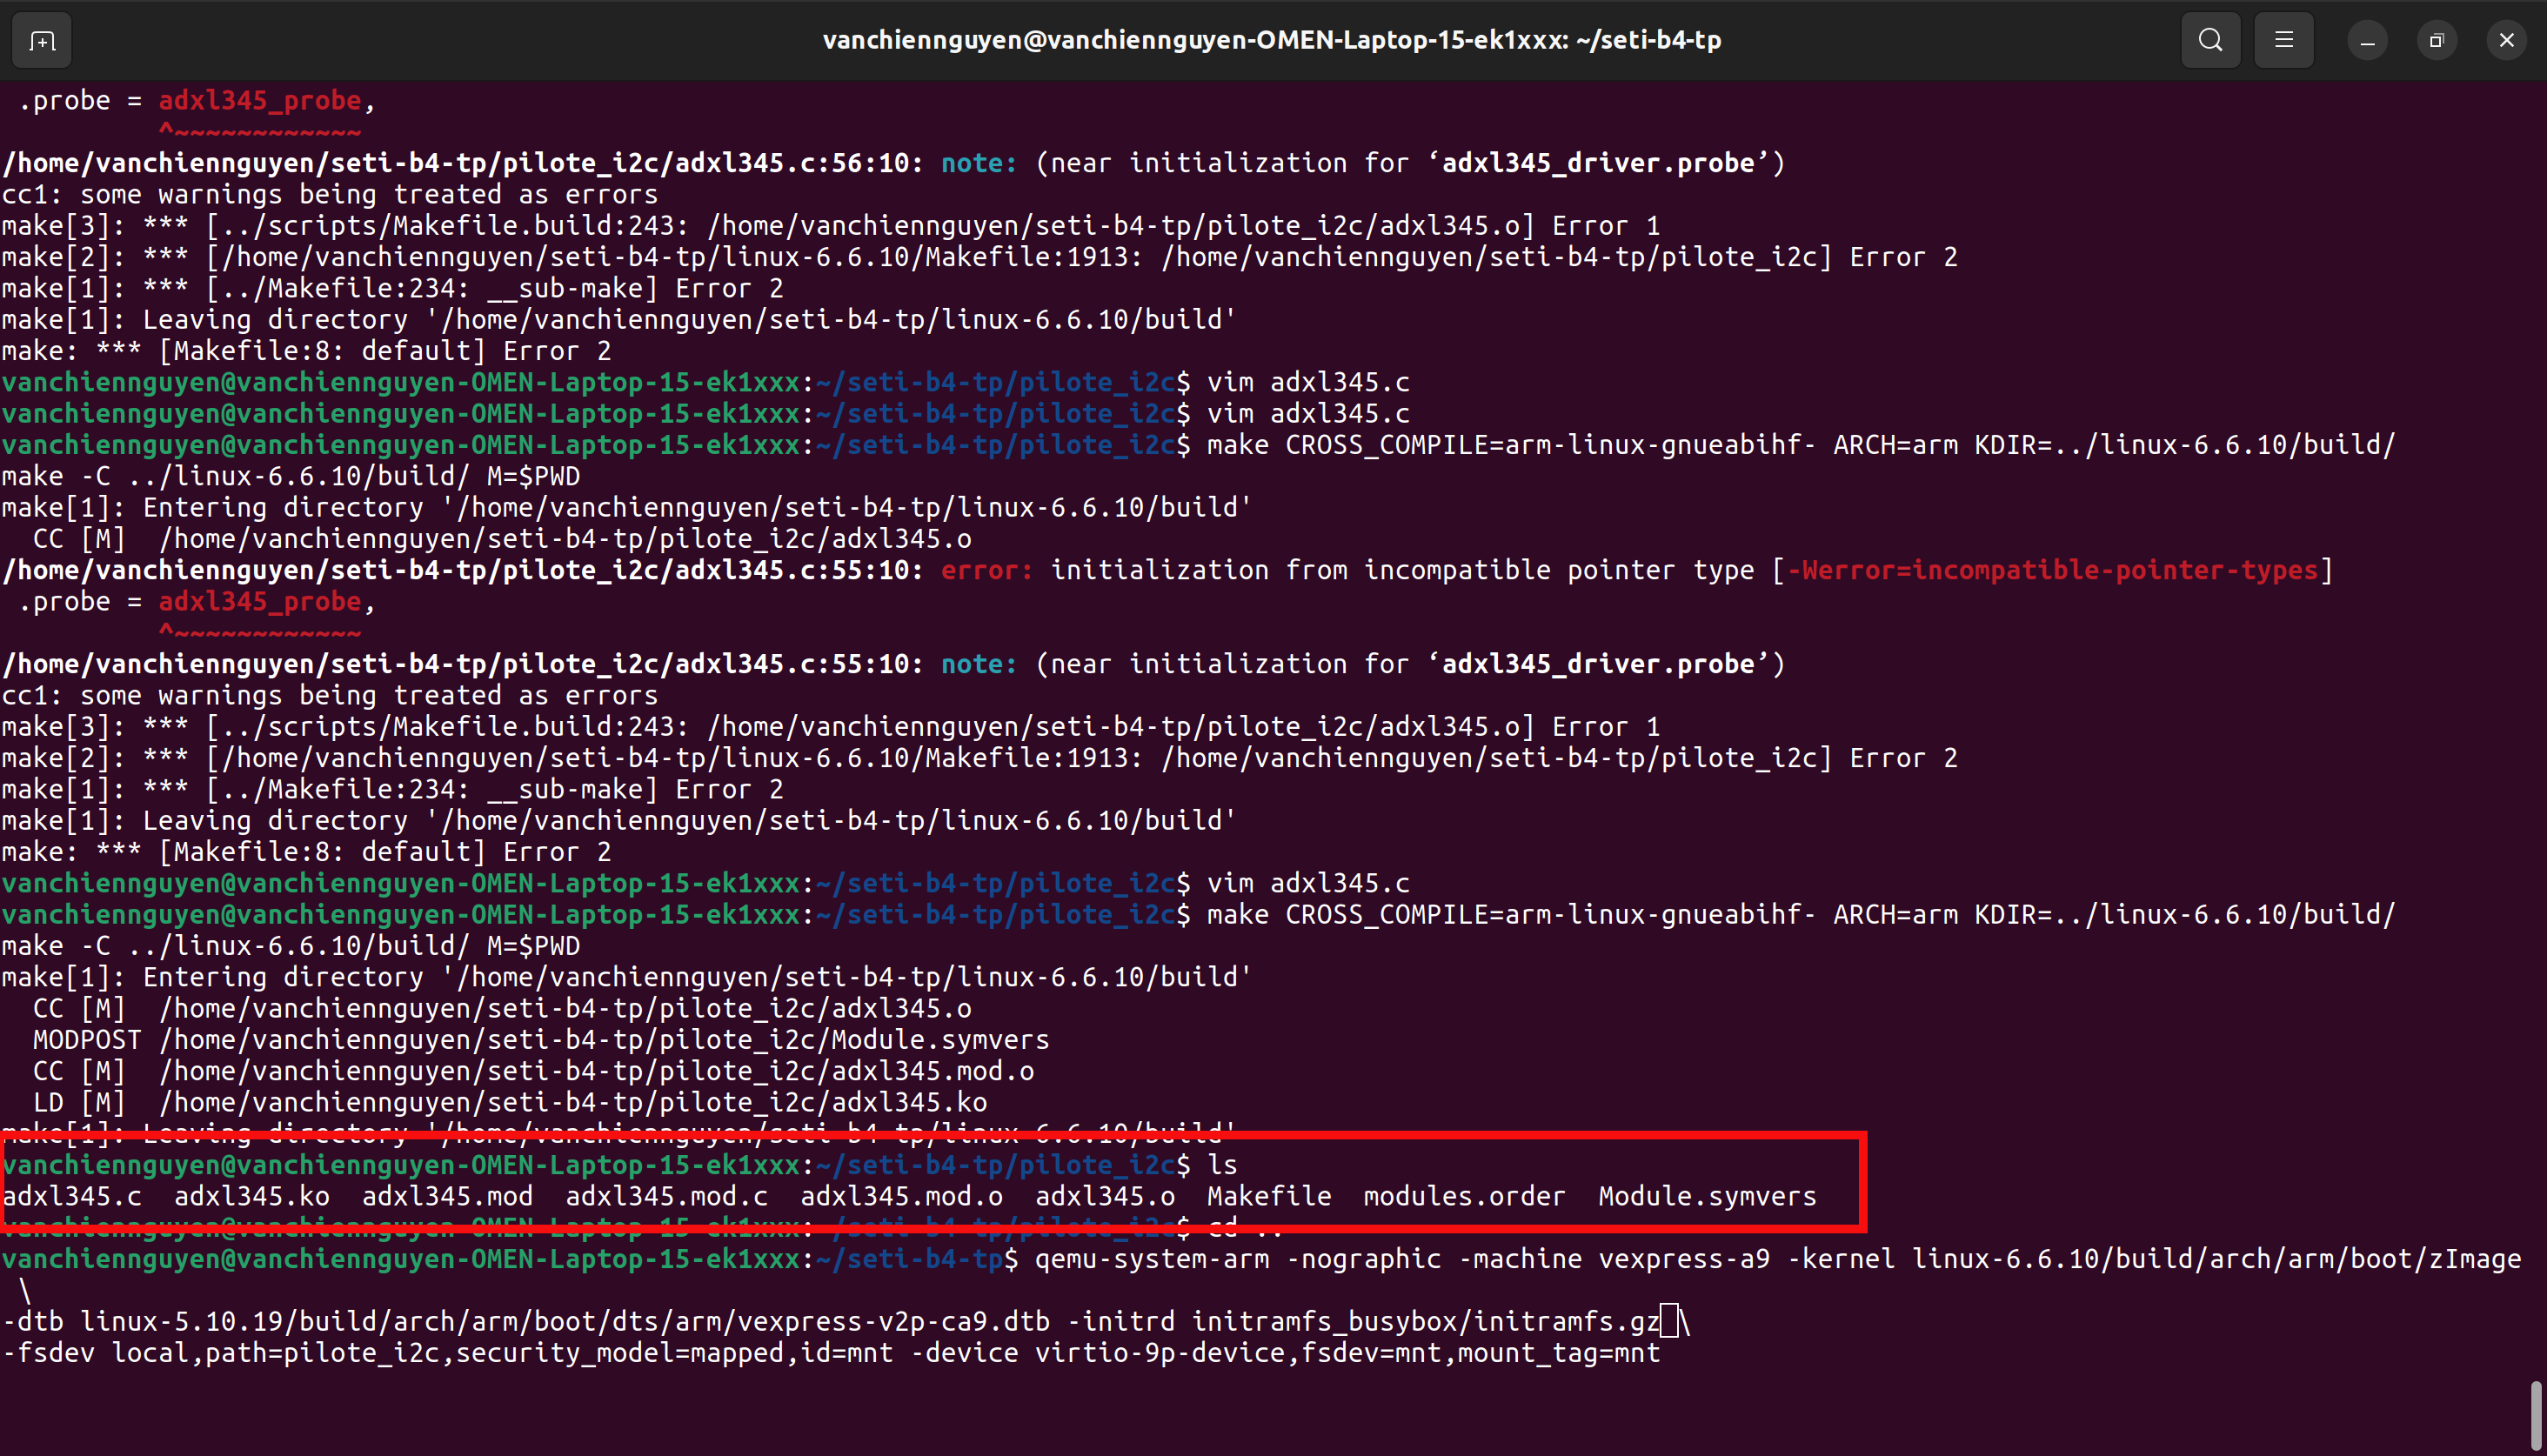 vanchiennguyen@vanchiennguyen-OMEN-Laptop-15-ek1xxx: ~/seti-b4-tp
.probe = adxl345_probe,
^~~~~~~~~~~~~
/home/vanchiennguyen/seti-b4-tp/pilote_i2c/adxl345.c:56:10: note: (near initialization for ‘adxl345_driver.probe’)
cc1: some warnings being treated as errors
make[3]: *** [../scripts/Makefile.build:243: /home/vanchiennguyen/seti-b4-tp/pilote_i2c/adxl345.o] Error 1
make[2]: *** [/home/vanchiennguyen/seti-b4-tp/linux-6.6.10/Makefile:1913: /home/vanchiennguyen/seti-b4-tp/pilote_i2c] Error 2
make[1]: *** [../Makefile:234: __sub-make] Error 2
make[1]: Leaving directory '/home/vanchiennguyen/seti-b4-tp/linux-6.6.10/build'
make: *** [Makefile:8: default] Error 2
vanchiennguyen@vanchiennguyen-OMEN-Laptop-15-ek1xxx:~/seti-b4-tp/pilote_i2c$ vim adxl345.c
vanchiennguyen@vanchiennguyen-OMEN-Laptop-15-ek1xxx:~/seti-b4-tp/pilote_i2c$ vim adxl345.c
vanchiennguyen@vanchiennguyen-OMEN-Laptop-15-ek1xxx:~/seti-b4-tp/pilote_i2c$ make CROSS_COMPILE=arm-linux-gnueabihf- ARCH=arm KDIR=../linux-6.6.10/build/
make -C ../linux-6.6.10/build/ M=$PWD
make[1]: Entering directory '/home/vanchiennguyen/seti-b4-tp/linux-6.6.10/build'
CC [M]  /home/vanchiennguyen/seti-b4-tp/pilote_i2c/adxl345.o
/home/vanchiennguyen/seti-b4-tp/pilote_i2c/adxl345.c:55:10: error: initialization from incompatible pointer type [-Werror=incompatible-pointer-types]
.probe = adxl345_probe,
^~~~~~~~~~~~~
/home/vanchiennguyen/seti-b4-tp/pilote_i2c/adxl345.c:55:10: note: (near initialization for ‘adxl345_driver.probe’)
cc1: some warnings being treated as errors
make[3]: *** [../scripts/Makefile.build:243: /home/vanchiennguyen/seti-b4-tp/pilote_i2c/adxl345.o] Error 1
make[2]: *** [/home/vanchiennguyen/seti-b4-tp/linux-6.6.10/Makefile:1913: /home/vanchiennguyen/seti-b4-tp/pilote_i2c] Error 2
make[1]: *** [../Makefile:234: __sub-make] Error 2
make[1]: Leaving directory '/home/vanchiennguyen/seti-b4-tp/linux-6.6.10/build'
make: *** [Makefile:8: default] Error 2
vanchiennguyen@vanchiennguyen-OMEN-Laptop-15-ek1xxx:~/seti-b4-tp/pilote_i2c$ vim adxl345.c
vanchiennguyen@vanchiennguyen-OMEN-Laptop-15-ek1xxx:~/seti-b4-tp/pilote_i2c$ make CROSS_COMPILE=arm-linux-gnueabihf- ARCH=arm KDIR=../linux-6.6.10/build/
make -C ../linux-6.6.10/build/ M=$PWD
make[1]: Entering directory '/home/vanchiennguyen/seti-b4-tp/linux-6.6.10/build'
CC [M]  /home/vanchiennguyen/seti-b4-tp/pilote_i2c/adxl345.o
MODPOST /home/vanchiennguyen/seti-b4-tp/pilote_i2c/Module.symvers
CC [M]  /home/vanchiennguyen/seti-b4-tp/pilote_i2c/adxl345.mod.o
LD [M]  /home/vanchiennguyen/seti-b4-tp/pilote_i2c/adxl345.ko
make[1]: Leaving directory '/home/vanchiennguyen/seti-b4-tp/linux-6.6.10/build'
vanchiennguyen@vanchiennguyen-OMEN-Laptop-15-ek1xxx:~/seti-b4-tp/pilote_i2c$ ls
adxl345.c  adxl345.ko  adxl345.mod  adxl345.mod.c  adxl345.mod.o  adxl345.o  Makefile  modules.order  Module.symvers
vanchiennguyen@vanchiennguyen-OMEN-Laptop-15-ek1xxx:~/seti-b4-tp/pilote_i2c$ cd ..
vanchiennguyen@vanchiennguyen-OMEN-Laptop-15-ek1xxx:~/seti-b4-tp$ qemu-system-arm -nographic -machine vexpress-a9 -kernel linux-6.6.10/build/arch/arm/boot/zImage
\
-dtb linux-5.10.19/build/arch/arm/boot/dts/arm/vexpress-v2p-ca9.dtb -initrd initramfs_busybox/initramfs.gz \
-fsdev local,path=pilote_i2c,security_model=mapped,id=mnt -device virtio-9p-device,fsdev=mnt,mount_tag=mnt